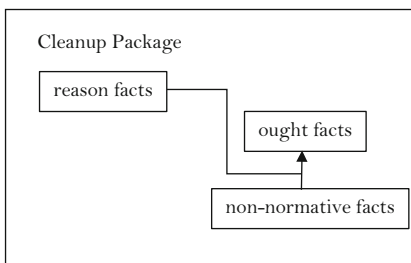 Cleanup Package
reason facts
ought facts
non-normative facts